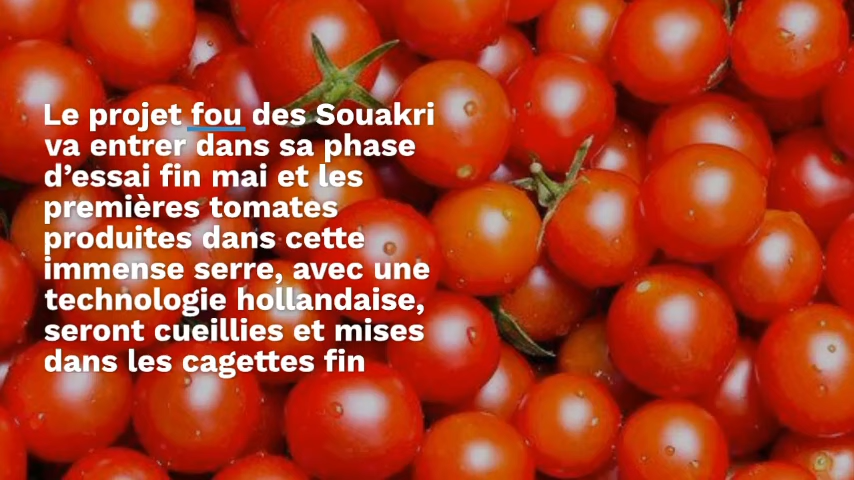 Le projet fou des Souakri
va entrer dans sa phase
d’essai fin mai et les
premières tomates
produites dans cette
immense serre, avec une
technologie hollandaise,
seront cueillies et mises
dans les cagettes fin